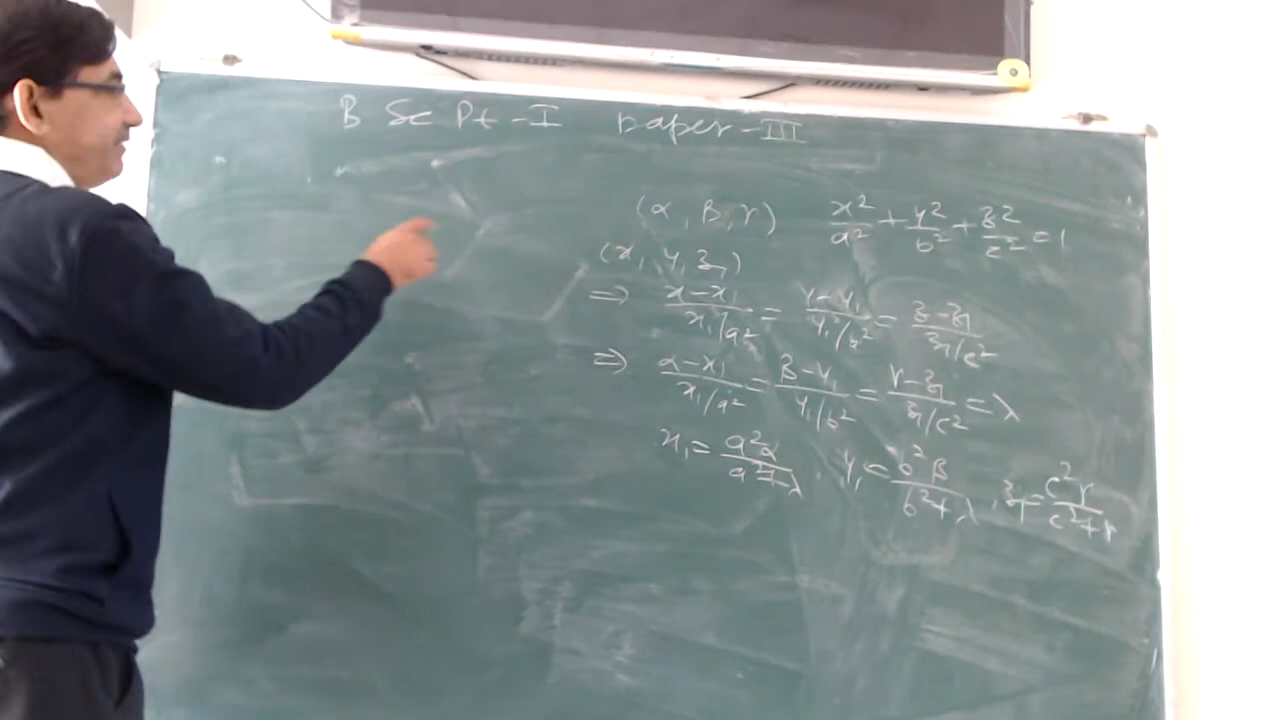 B Sc Pt-I paper-III
(α, β, γ) x²/a² + y²/b² + z²/c² = 1
(x₁, y₁, z₁)
⇒ (x-x₁)/(x₁/a²) = (y-y₁)/(y₁/b²) = (z-z₁)/(z₁/c²)
⇒ (α-x₁)/(x₁/a²) = (β-y₁)/(y₁/b²) = (γ-z₁)/(z₁/c²) = λ
x₁ = a²α/(a²+λ), y₁ = b²β/(b²+λ), z₁ = c²γ/(c²+